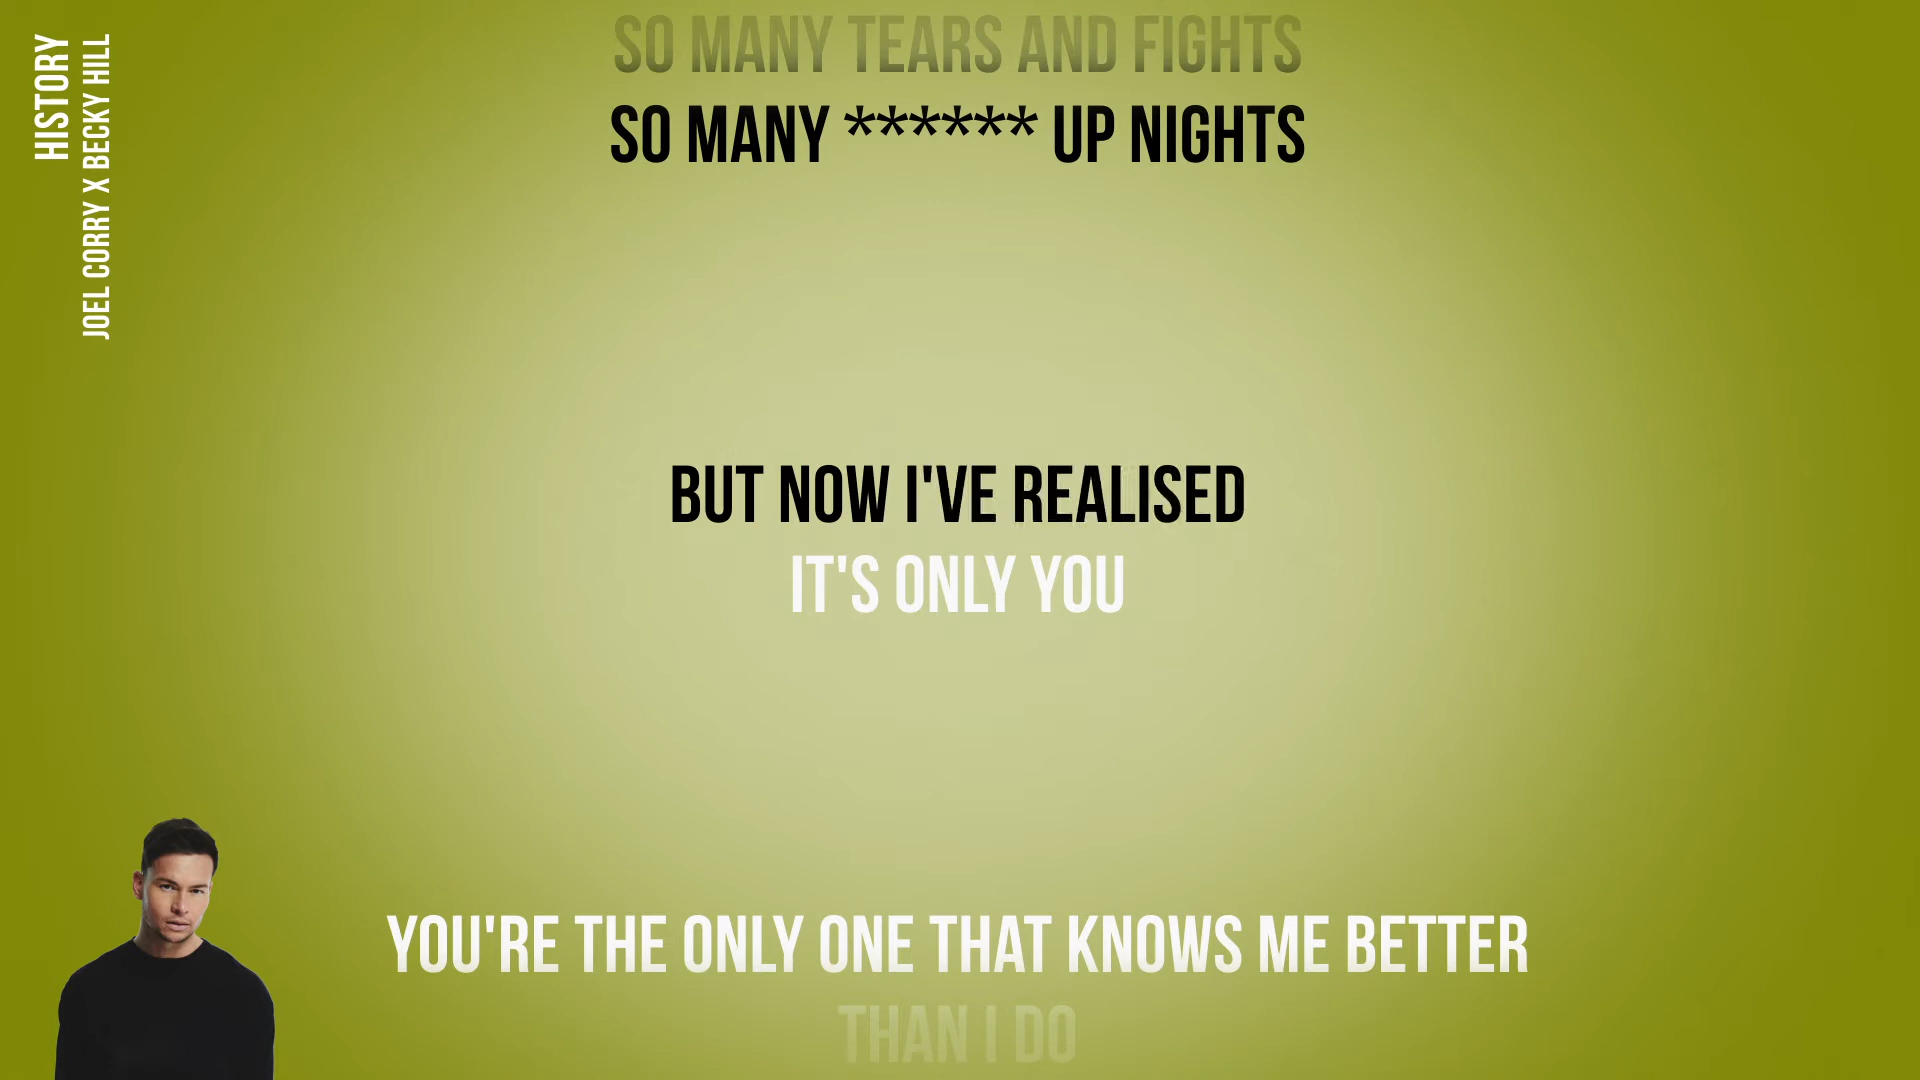 HISTORY
JOEL CORRY X BECKY HILL
SO MANY TEARS AND FIGHTS
SO MANY ****** UP NIGHTS
BUT NOW I'VE REALISED
IT'S ONLY YOU
YOU'RE THE ONLY ONE THAT KNOWS ME BETTER
THAN I DO